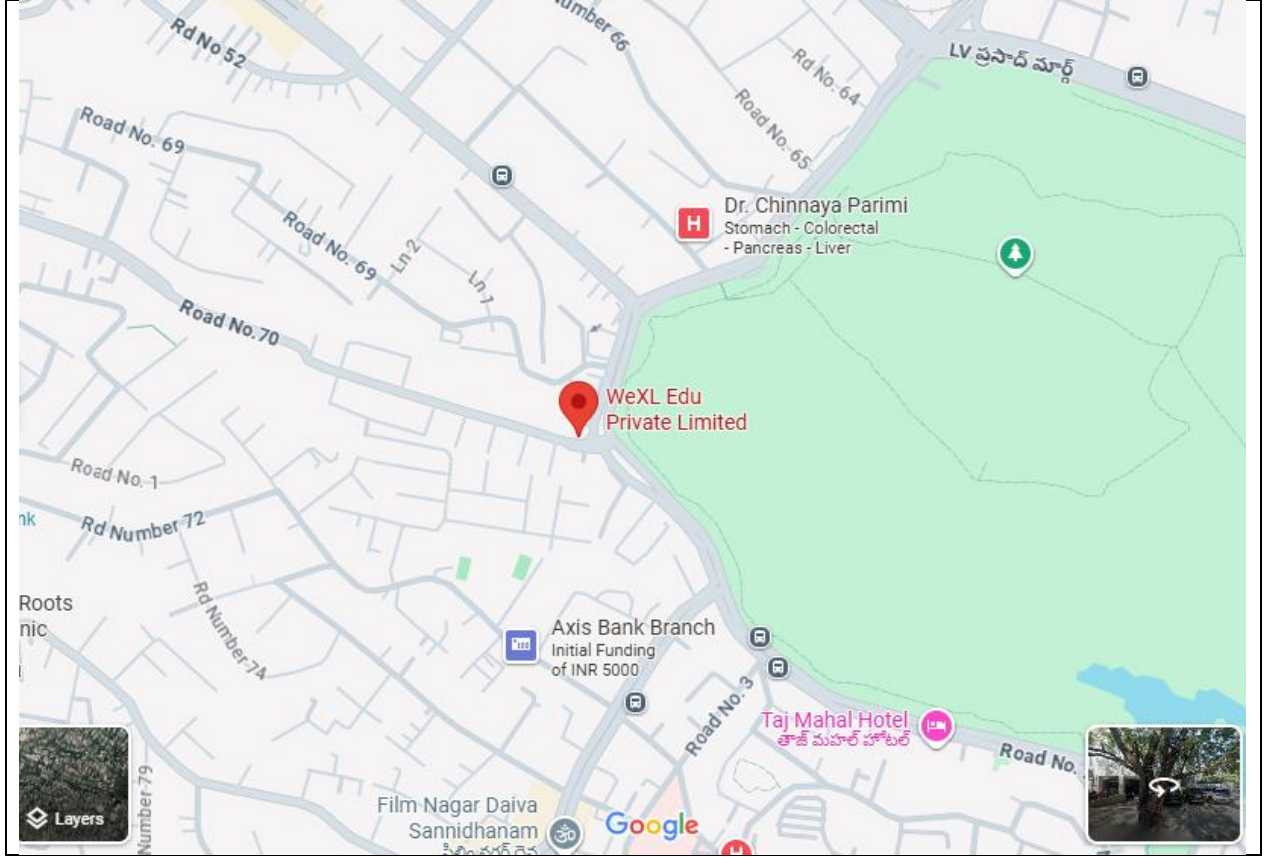 Number 66
Rd No 52
LV ప్రసాద్ మార్గ్
Rd No. 64
Road No. 65
Road No. 69
Dr. Chinnaya Parimi
Stomach - Colorectal
- Pancreas - Liver
Road No. 69
Ln-2
Ln-1
Road No. 70
WeXL Edu
Private Limited
Road No. 1
nk
Rd Number 72
Roots
nic
Rd Number 74
Axis Bank Branch
Initial Funding
of INR 5000
Road No. 3
Taj Mahal Hotel
తాజ్ మహల్ హోటల్
Road No.
Number 79
Layers
Film Nagar Daiva
Sannidhanam
Google